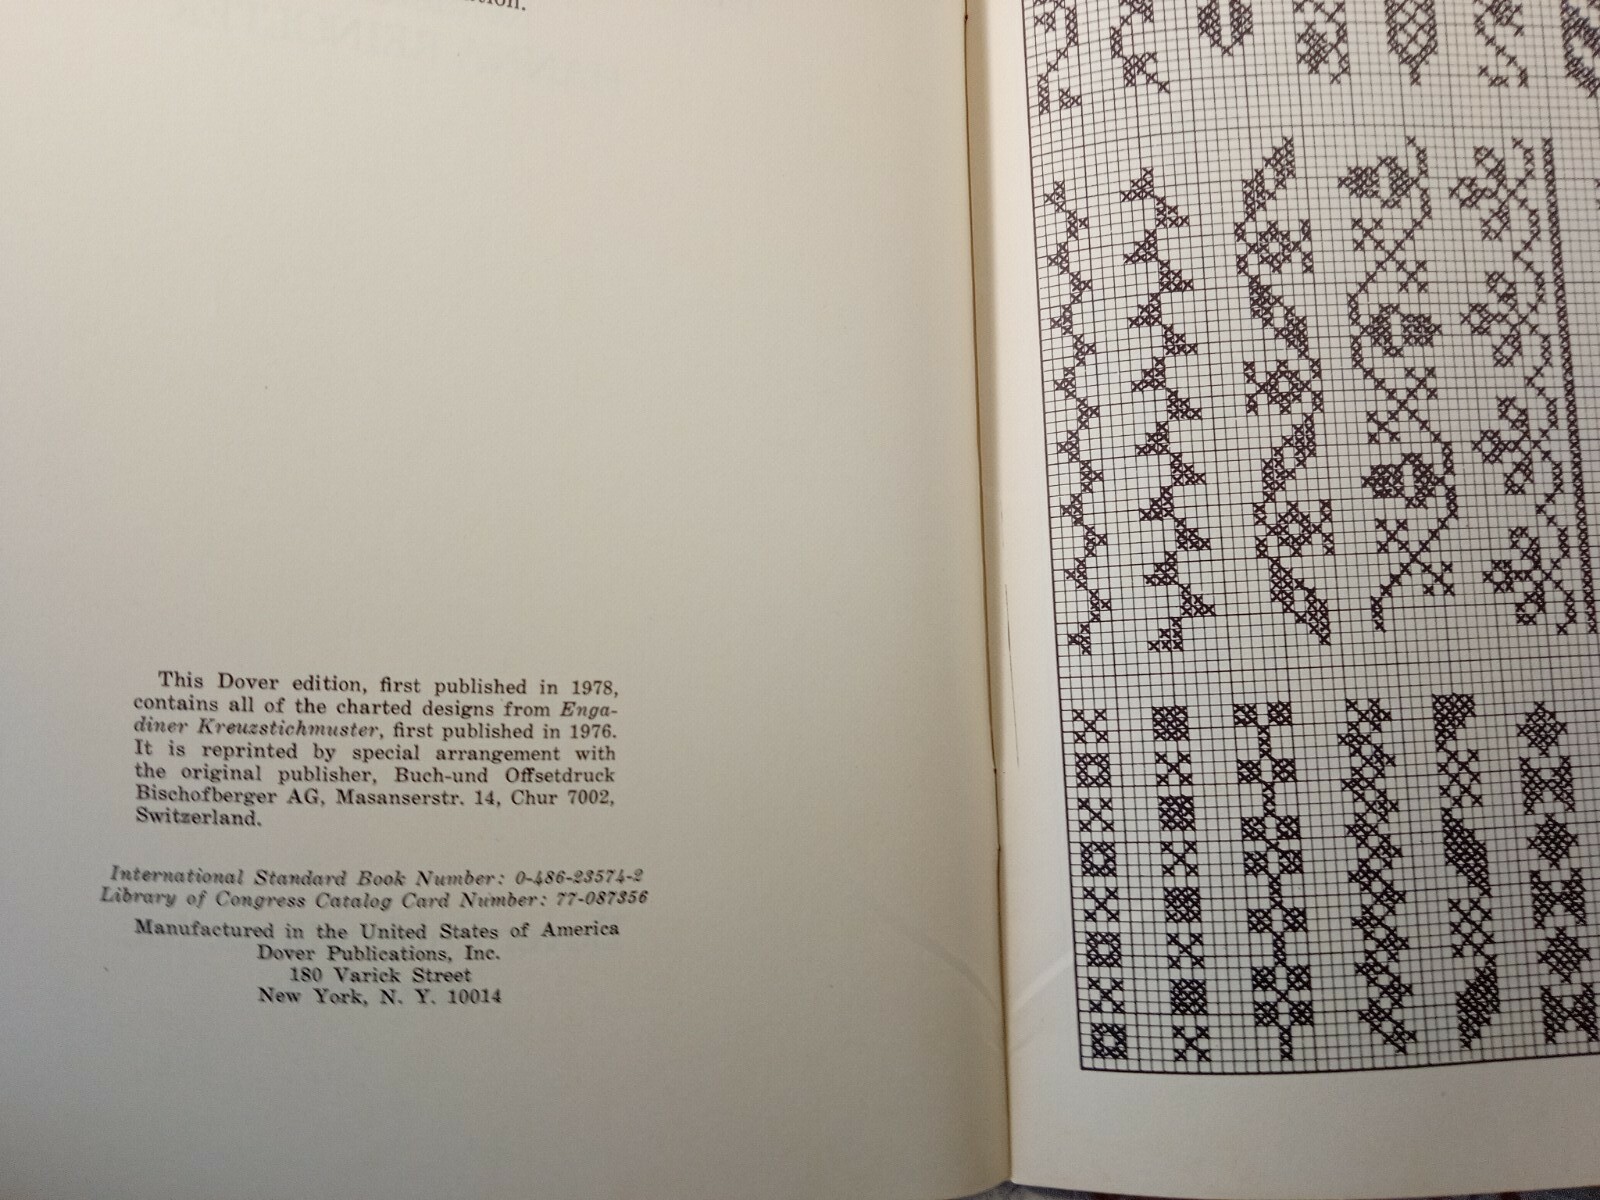 This Dover edition, first published in 1978,
contains all of the charted designs from Enga-
diner Kreuzstichmuster, first published in 1976.
It is reprinted by special arrangement with
the original publisher, Buch-und Offsetdruck
Bischofberger AG, Masanserstr. 14, Chur 7002,
Switzerland.
International Standard Book Number: 0-486-23574-2
Library of Congress Catalog Card Number: 77-087356
Manufactured in the United States of America
Dover Publications, Inc.
180 Varick Street
New York, N. Y. 10014